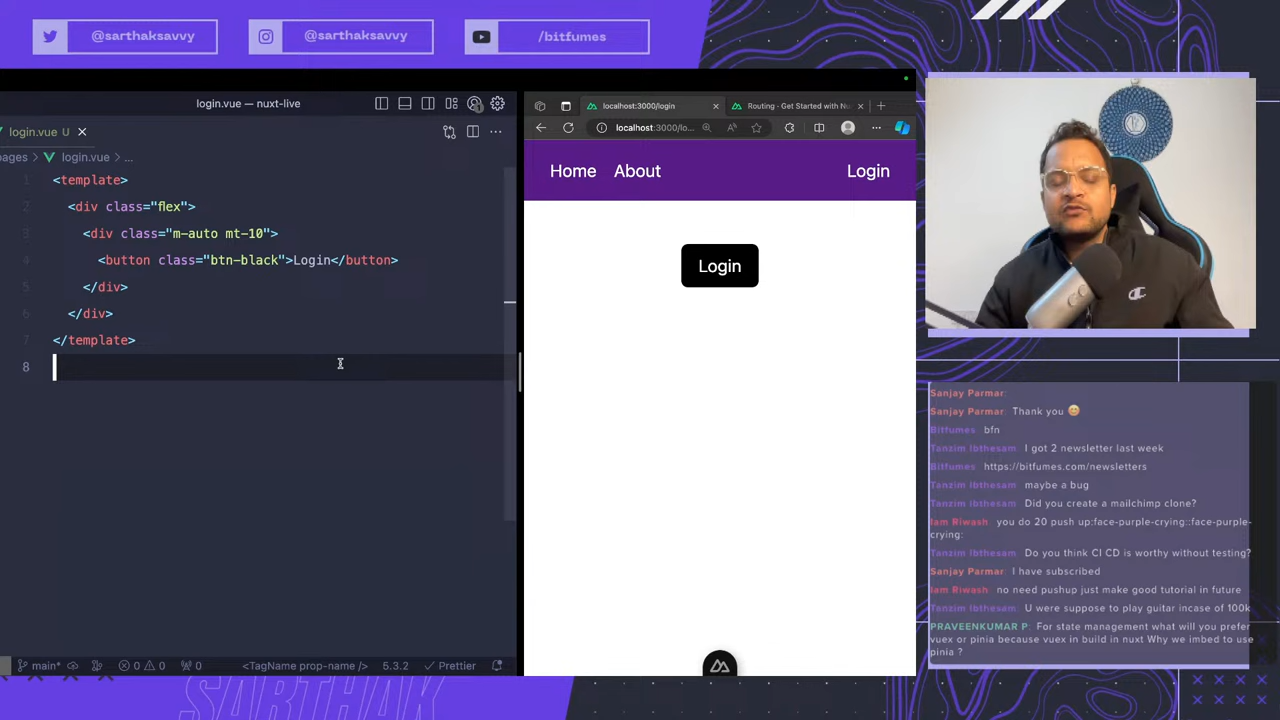 @sarthaksavvy
@sarthaksavvy
/bitfumes
login.vue — nuxt-live
login.vue U
pages > login.vue > ...
1 <template>
2 <div class="flex">
3 <div class="m-auto mt-10">
4 <button class="btn-black">Login</button>
5 </div>
6 </div>
7 </template>
8
main*
0
0
0
<TagName prop-name />
5.3.2
Prettier
localhost:3000/login
Routing - Get Started with Nu
localhost:3000/lo...
Home
About
Login
Login
Sanjay Parmar:
Sanjay Parmar: Thank you 😊
Bitfumes bfn
Tanzim Ibthesam: I got 2 newsletter last week
Bitfumes https://bitfumes.com/newsletters
Tanzim Ibthesam: maybe a bug
Tanzim Ibthesam: Did you create a mailchimp clone?
Iam Riwash: you do 20 push up:face-purple-crying::face-purple-
crying:
Tanzim Ibthesam: Do you think CI CD is worthy without testing?
Sanjay Parmar: I have subscribed
Iam Riwash: no need pushup just make good tutorial in future
Tanzim Ibthesam: U were suppose to play guitar incase of 100k
PRAVEENKUMAR P: For state management what will you prefer
vuex or pinia because vuex in build in nuxt Why we imbed to use
pinia ?
SARTHAK